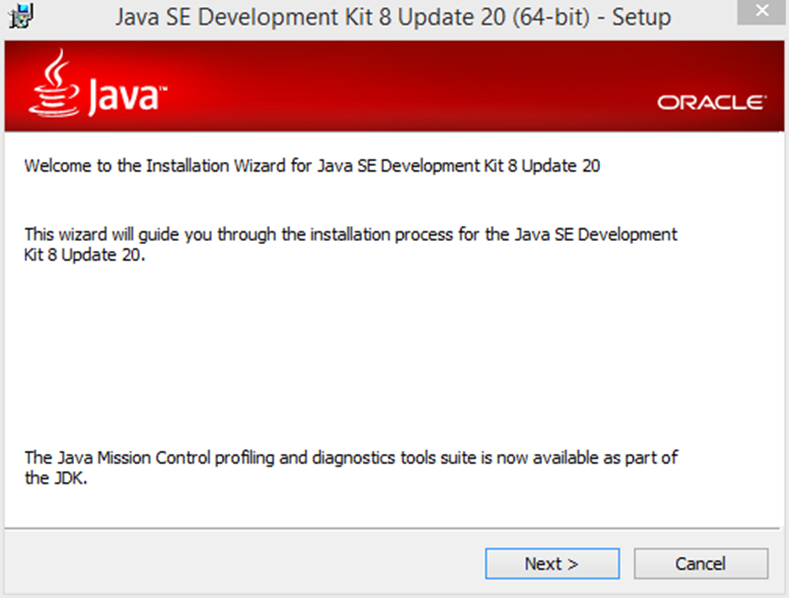 Java SE Development Kit 8 Update 20 (64-bit) - Setup
Java™
ORACLE®
Welcome to the Installation Wizard for Java SE Development Kit 8 Update 20
This wizard will guide you through the installation process for the Java SE Development
Kit 8 Update 20.
The Java Mission Control profiling and diagnostics tools suite is now available as part of
the JDK.
Next >
Cancel